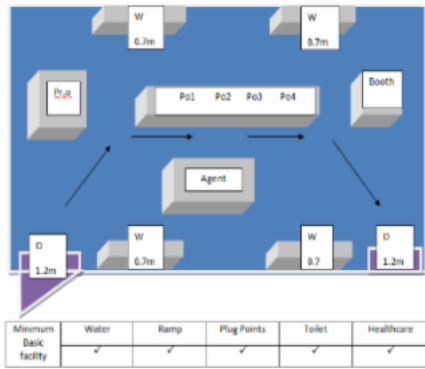 W
0.7m
W
0.7m
Pr.o
Po1 Po2 Po3 Po4
Booth
Agent
D
1.2m
W
0.7m
W
0.7
D
1.2m
Minimum Basic facility Water Ramp Plug Points Toilet Healthcare
✓ ✓ ✓ ✓ ✓